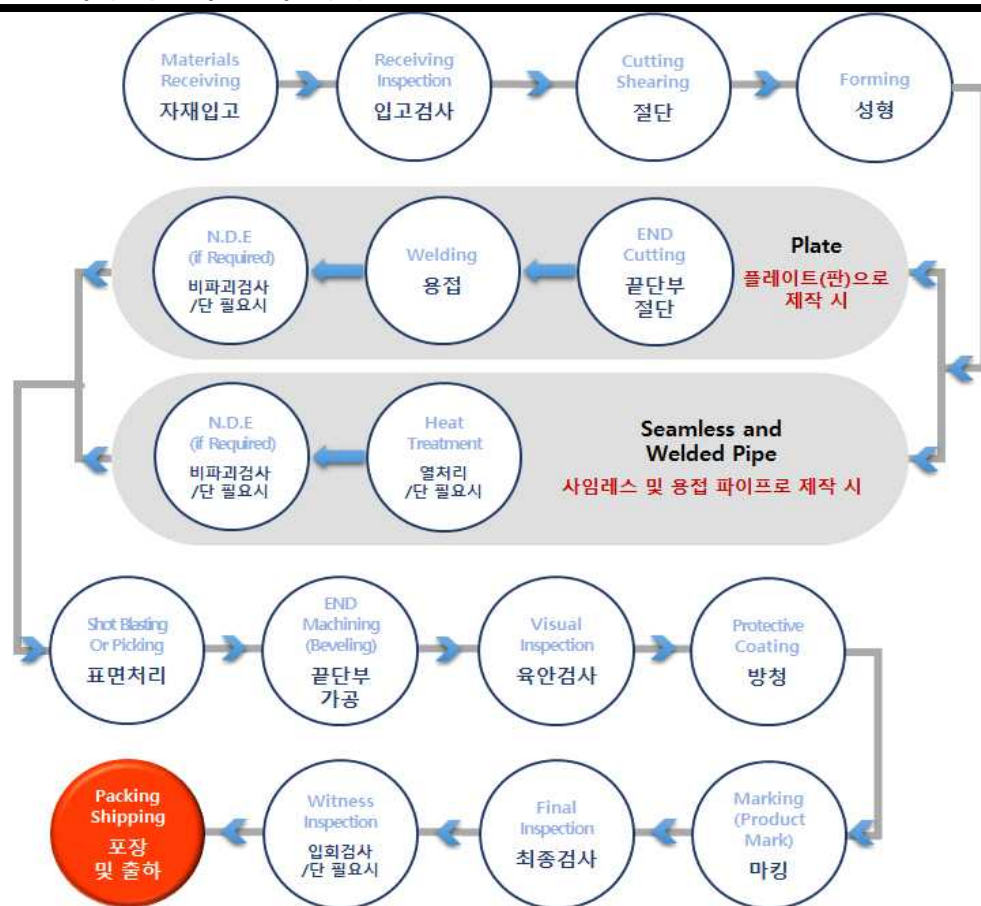 Materials
Receiving
자재입고
Receiving
Inspection
입고검사
Cutting
Shearing
절단
Forming
성형
N.D.E
(if Required)
비파괴검사
/단 필요시
Welding
용접
END
Cutting
끝단부
절단
Plate
플레이트(판)으로
제작 시
N.D.E
(if Required)
비파괴검사
/단 필요시
Heat
Treatment
열처리
/단 필요시
Seamless and
Welded Pipe
사임레스 및 용접 파이프로 제작 시
Shot Blasting
Or Picking
표면처리
END
Machining
(Beveling)
끝단부
가공
Visual
Inspection
육안검사
Protective
Coating
방청
Packing
Shipping
포장
및 출하
Witness
Inspection
입회검사
/단 필요시
Final
Inspection
최종검사
Marking
(Product
Mark)
마킹